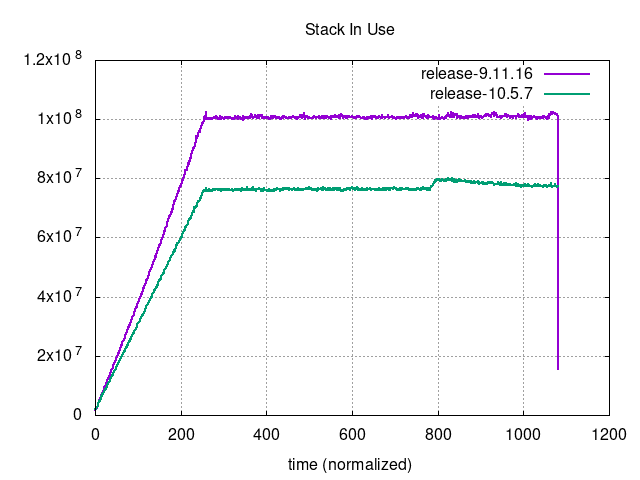 Stack In Use
1.2x10 8
1x10 8
8x10 7
6x10 7
4x10 7
2x10 7
0
release-9.11.16
release-10.5.7
0 200 400 600 800 1000 1200
time (normalized)